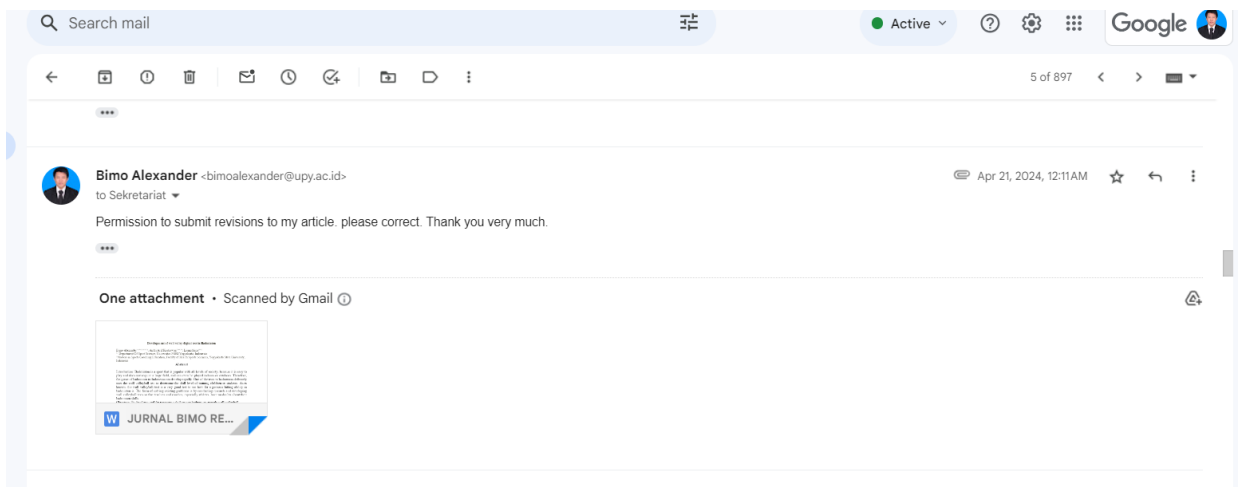 Search mail
Active
Google
5 of 897
Bimo Alexander <bimoalexander@upy.ac.id>
Apr 21, 2024, 12:11 AM
to Sekretariat
Permission to submit revisions to my article. please correct. Thank you very much.
One attachment • Scanned by Gmail
W JURNAL BIMO RE...